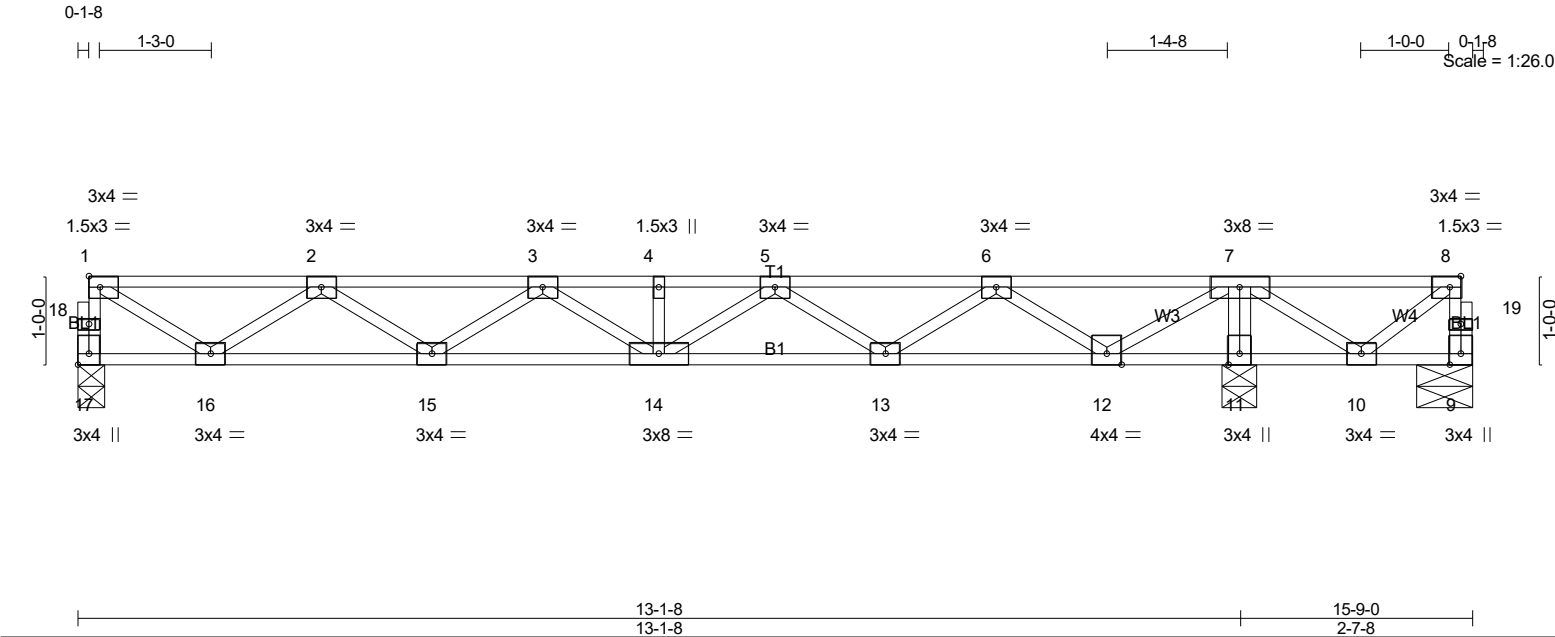 0-1-8
1-3-0 1-4-8 1-0-0 0-1-8
Scale = 1:26.0
3x4 = 3x4 =
1.5x3 = 3x4 = 3x4 = 1.5x3 || 3x4 = 3x4 = 3x8 = 1.5x3 =
1 2 3 4 5 6 7 8
T1
18 19
1-0-0 W3 W4 BL1 1-0-0
B1
17 16 15 14 13 12 11 10 9
3x4 || 3x4 = 3x4 = 3x8 = 3x4 = 4x4 = 3x4 || 3x4 = 3x4 ||
13-1-8 15-9-0
13-1-8 2-7-8